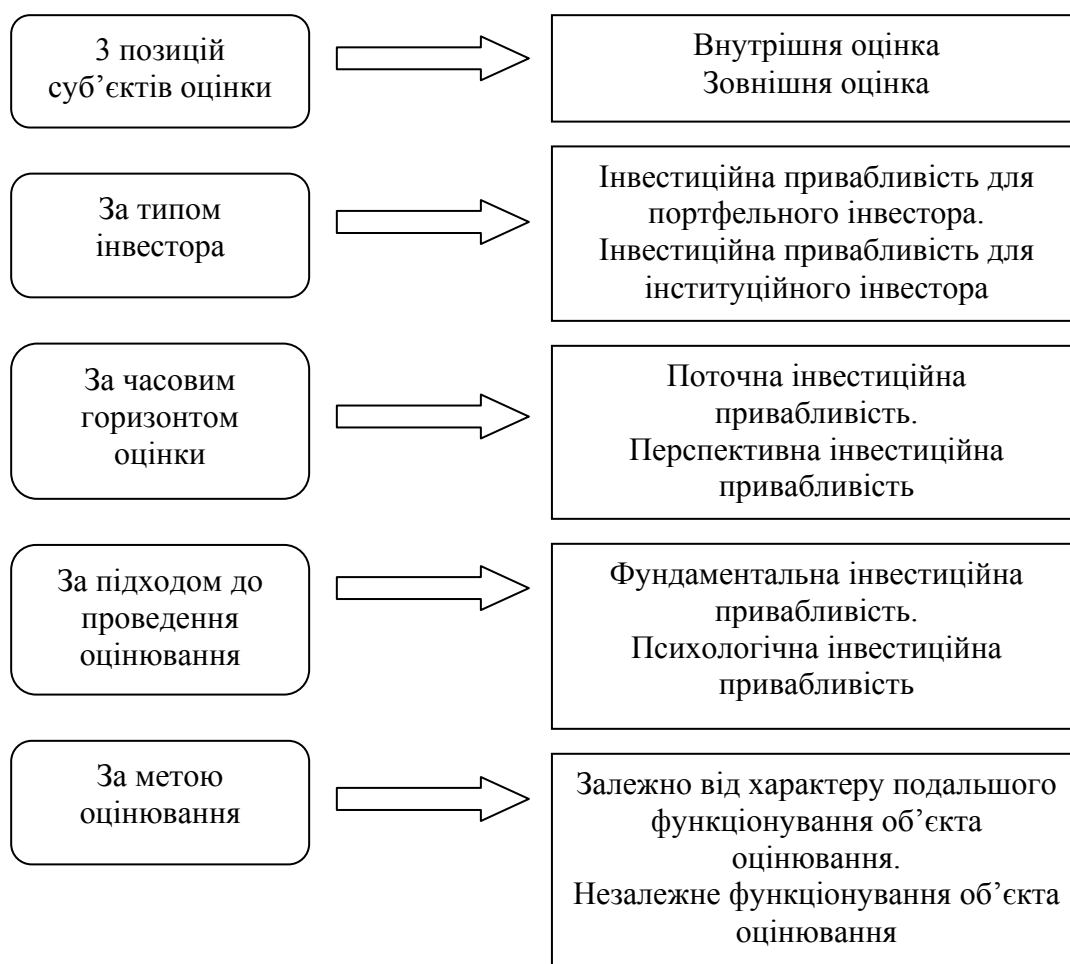 З позицій
суб’єктів оцінки
Внутрішня оцінка
Зовнішня оцінка
За типом
інвестора
Інвестиційна привабливість для
портфельного інвестора.
Інвестиційна привабливість для
інституційного інвестора
За часовим
горизонтом
оцінки
Поточна інвестиційна
привабливість.
Перспективна інвестиційна
привабливість
За підходом до
проведення
оцінювання
Фундаментальна інвестиційна
привабливість.
Психологічна інвестиційна
привабливість
За метою
оцінювання
Залежно від характеру подальшого
функціонування об’єкта
оцінювання.
Незалежне функціонування об’єкта
оцінювання